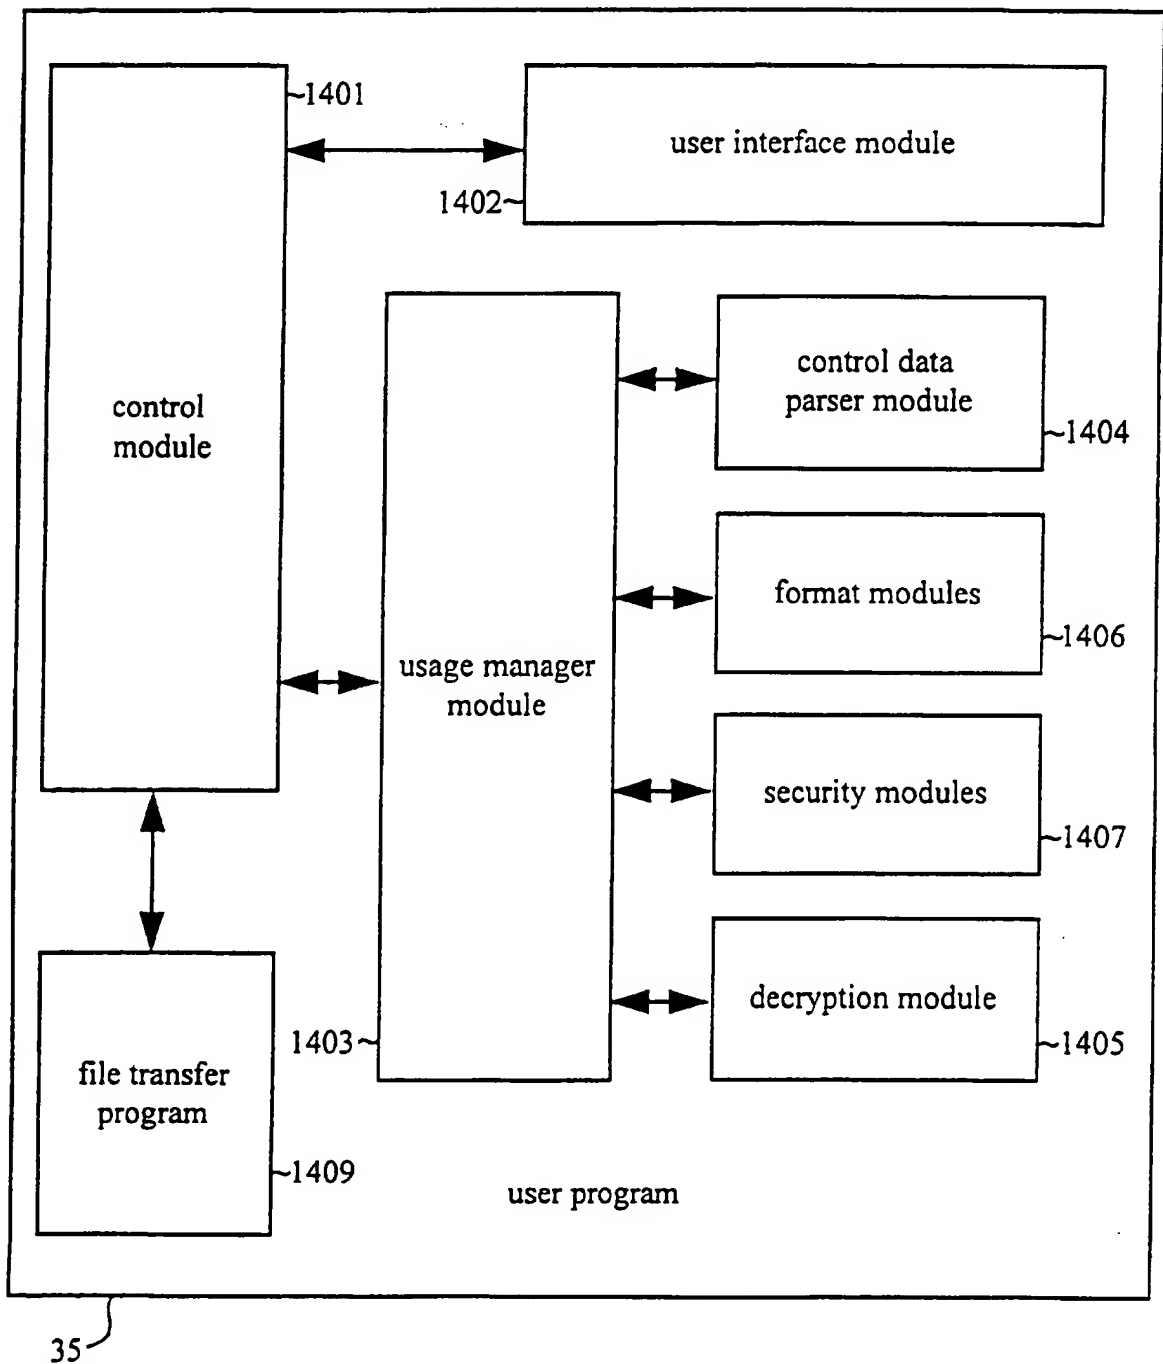 1401
user interface module
1402
control data
parser module
1404
control
module
format modules
1406
usage manager
module
security modules
1407
decryption module
1405
1403
file transfer
program
1409
user program
35